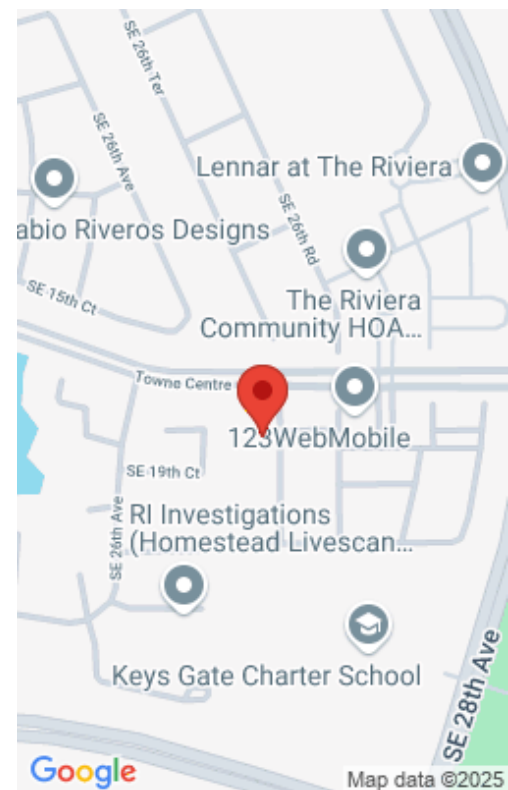 SE 26th Ter
SE 26th Ave
Lennar at The Riviera
abio Riveros Designs
SE 26th Rd
SE 15th Ct
The Riviera
Community HOA...
Towne Centre
123WebMobile
SE 19th Ct
RI Investigations
(Homestead Livescan...
SE 26th Ave
Keys Gate Charter School
SE 28th Ave
Google
Map data ©2025